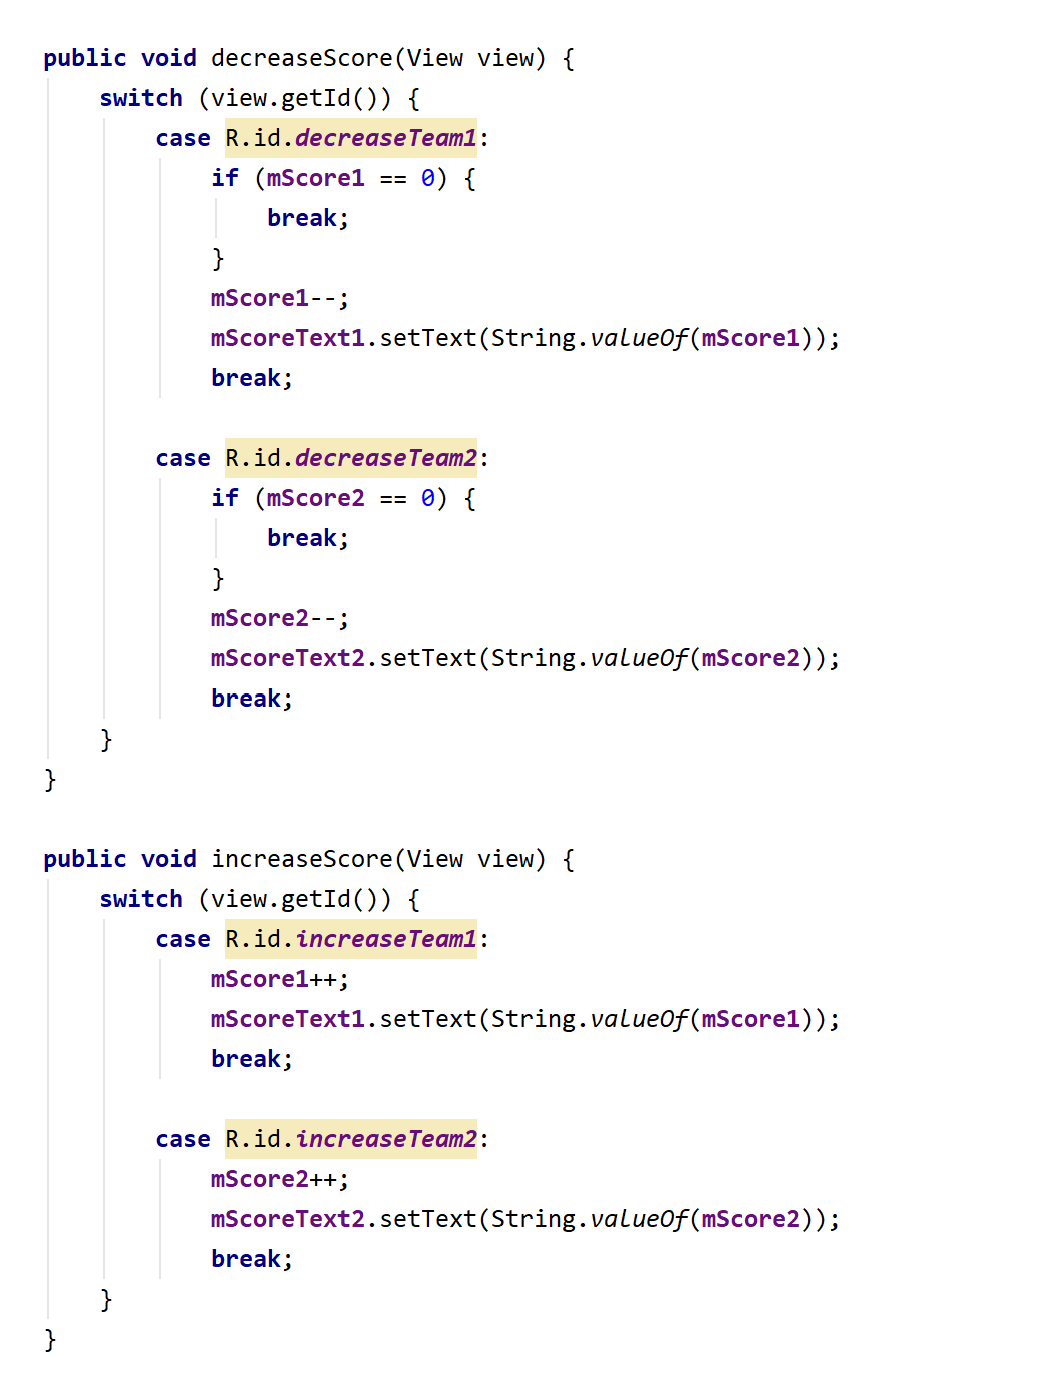 public void decreaseScore(View view) {
    switch (view.getId()) {
        case R.id.decreaseTeam1:
            if (mScore1 == 0) {
                break;
            }
            mScore1--;
            mScoreText1.setText(String.valueOf(mScore1));
            break;

        case R.id.decreaseTeam2:
            if (mScore2 == 0) {
                break;
            }
            mScore2--;
            mScoreText2.setText(String.valueOf(mScore2));
            break;
    }
}

public void increaseScore(View view) {
    switch (view.getId()) {
        case R.id.increaseTeam1:
            mScore1++;
            mScoreText1.setText(String.valueOf(mScore1));
            break;

        case R.id.increaseTeam2:
            mScore2++;
            mScoreText2.setText(String.valueOf(mScore2));
            break;
    }
}